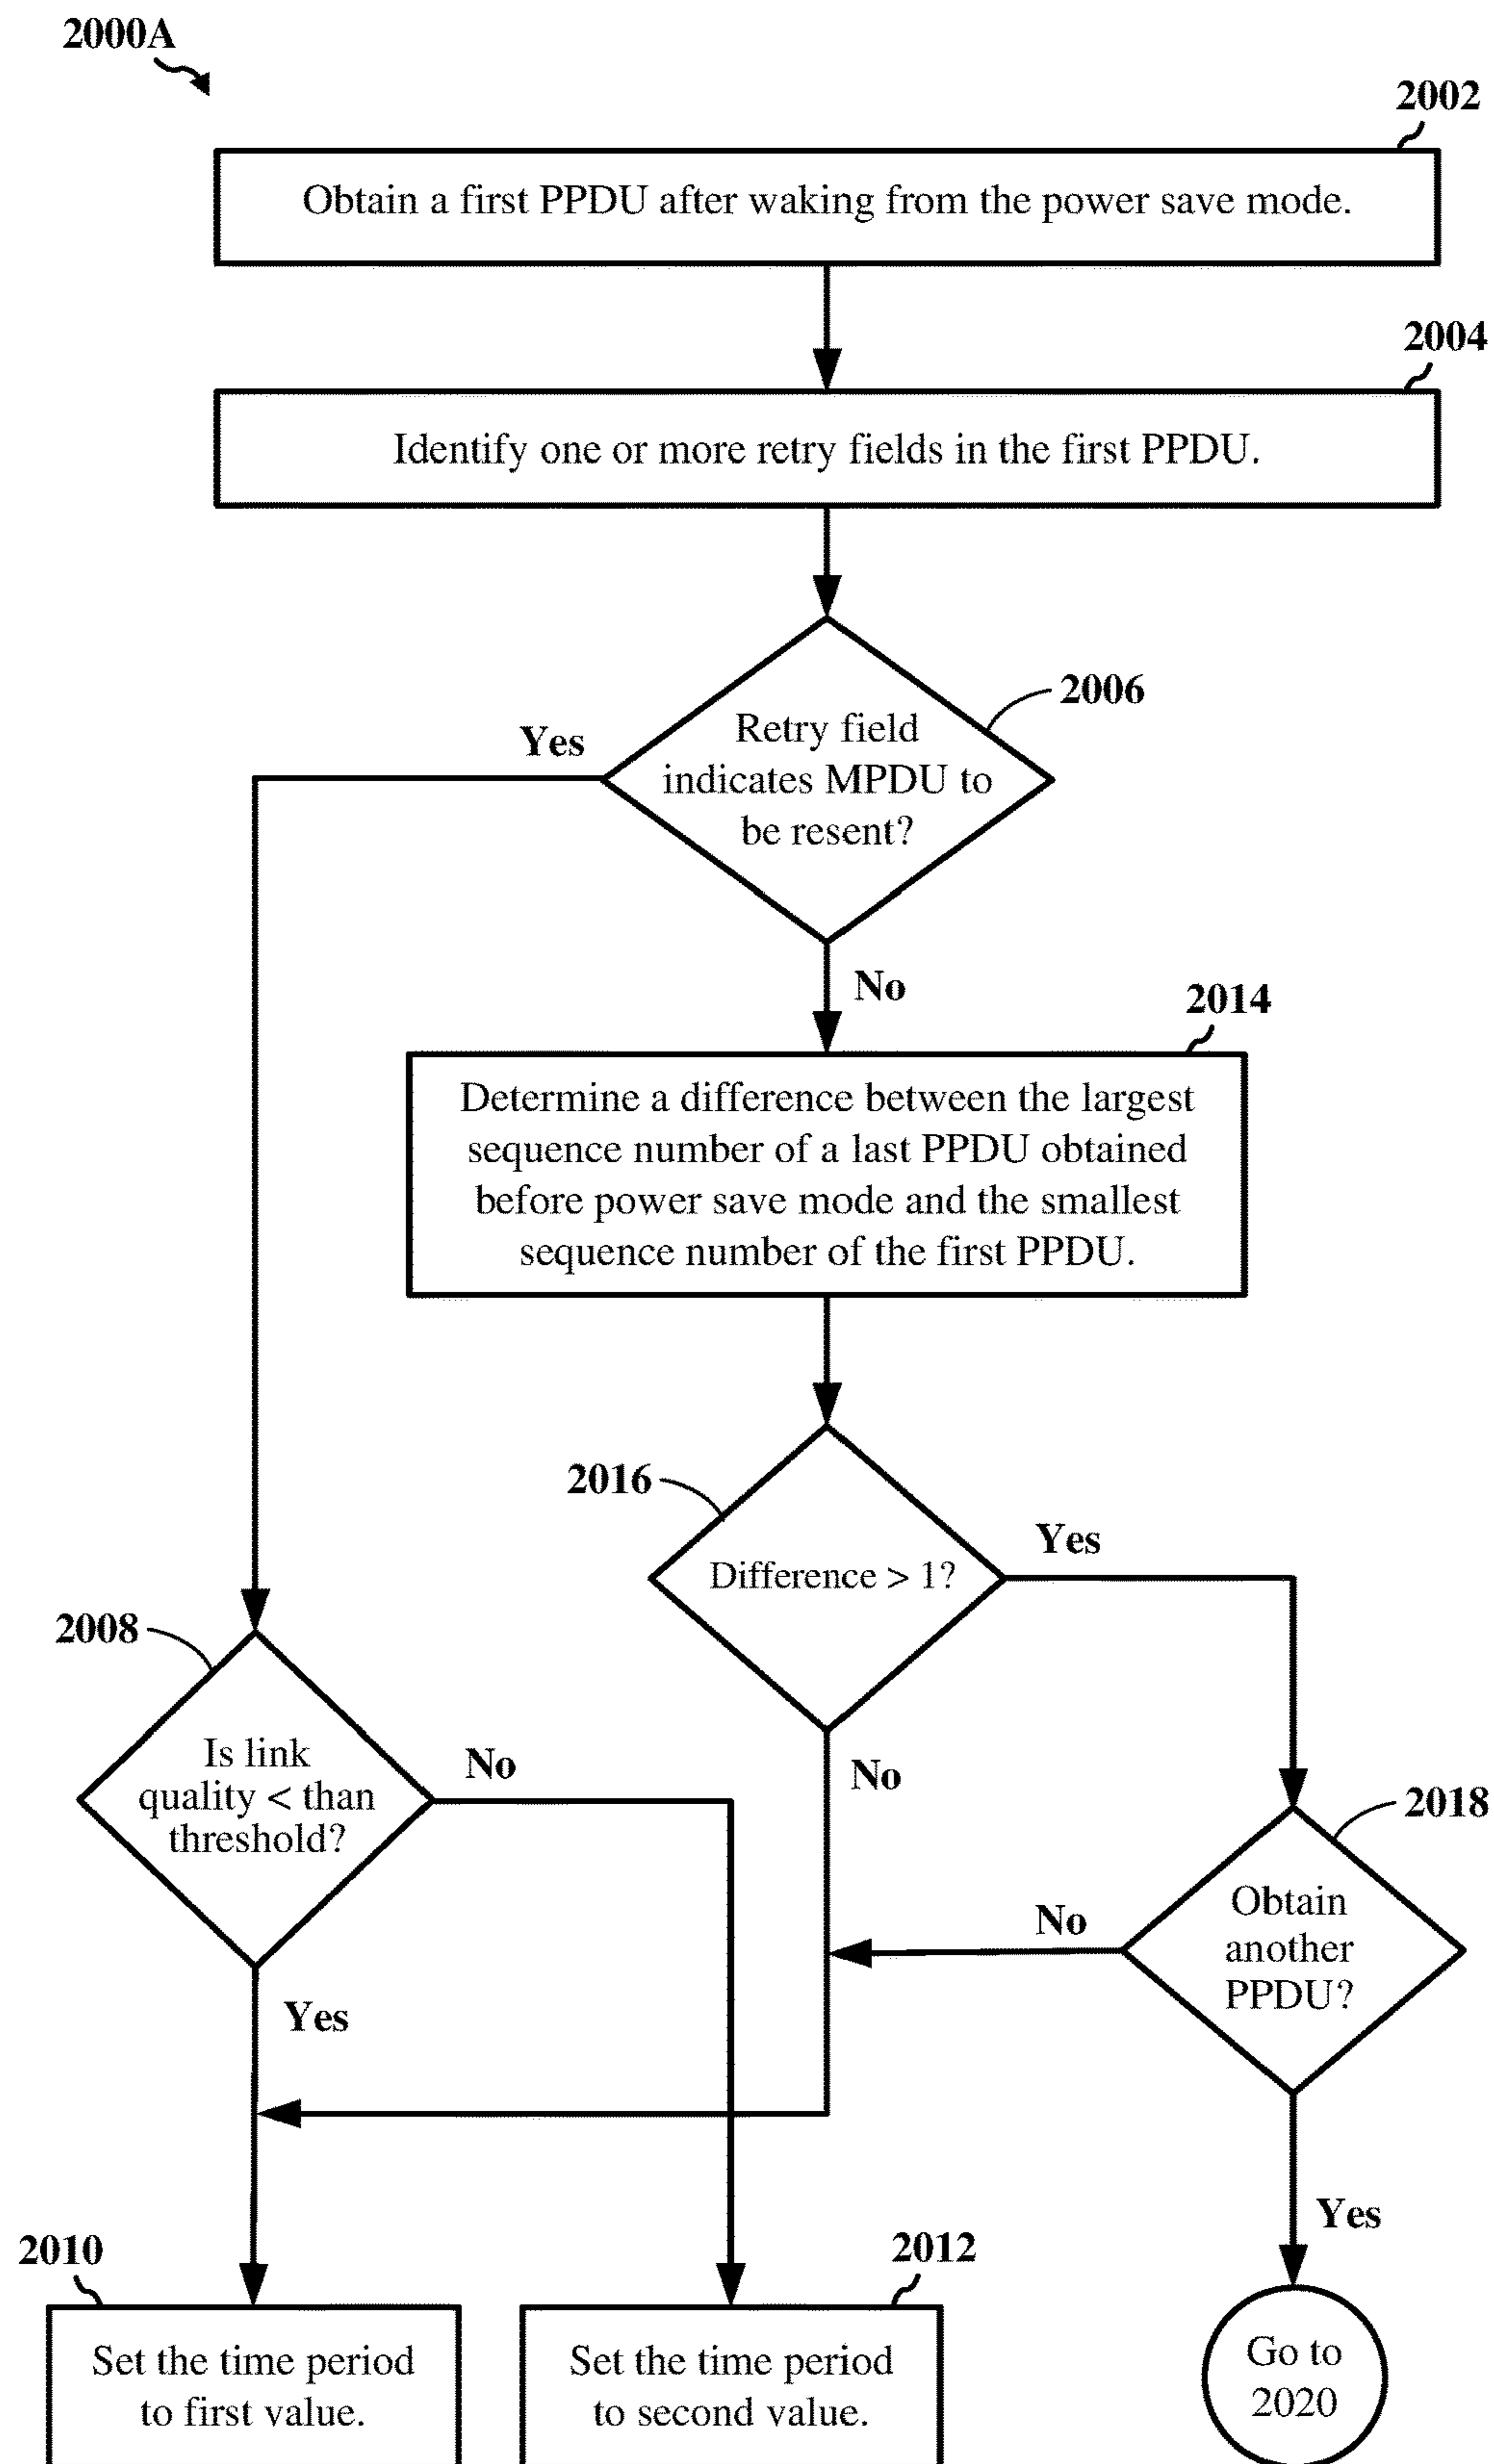 2000A
2002
Obtain a first PPDU after waking from the power save mode.
2004
Identify one or more retry fields in the first PPDU.
2006
Yes
Retry field
indicates MPDU to
be resent?
No
2014
Determine a difference between the largest
sequence number of a last PPDU obtained
before power save mode and the smallest
sequence number of the first PPDU.
2016
Yes
Difference > 1?
2008
No
Is link
quality < than
threshold?
No
2018
Obtain
another
PPDU?
No
Yes
Yes
2010
2012
Set the time period
to first value.
Set the time period
to second value.
Go to
2020